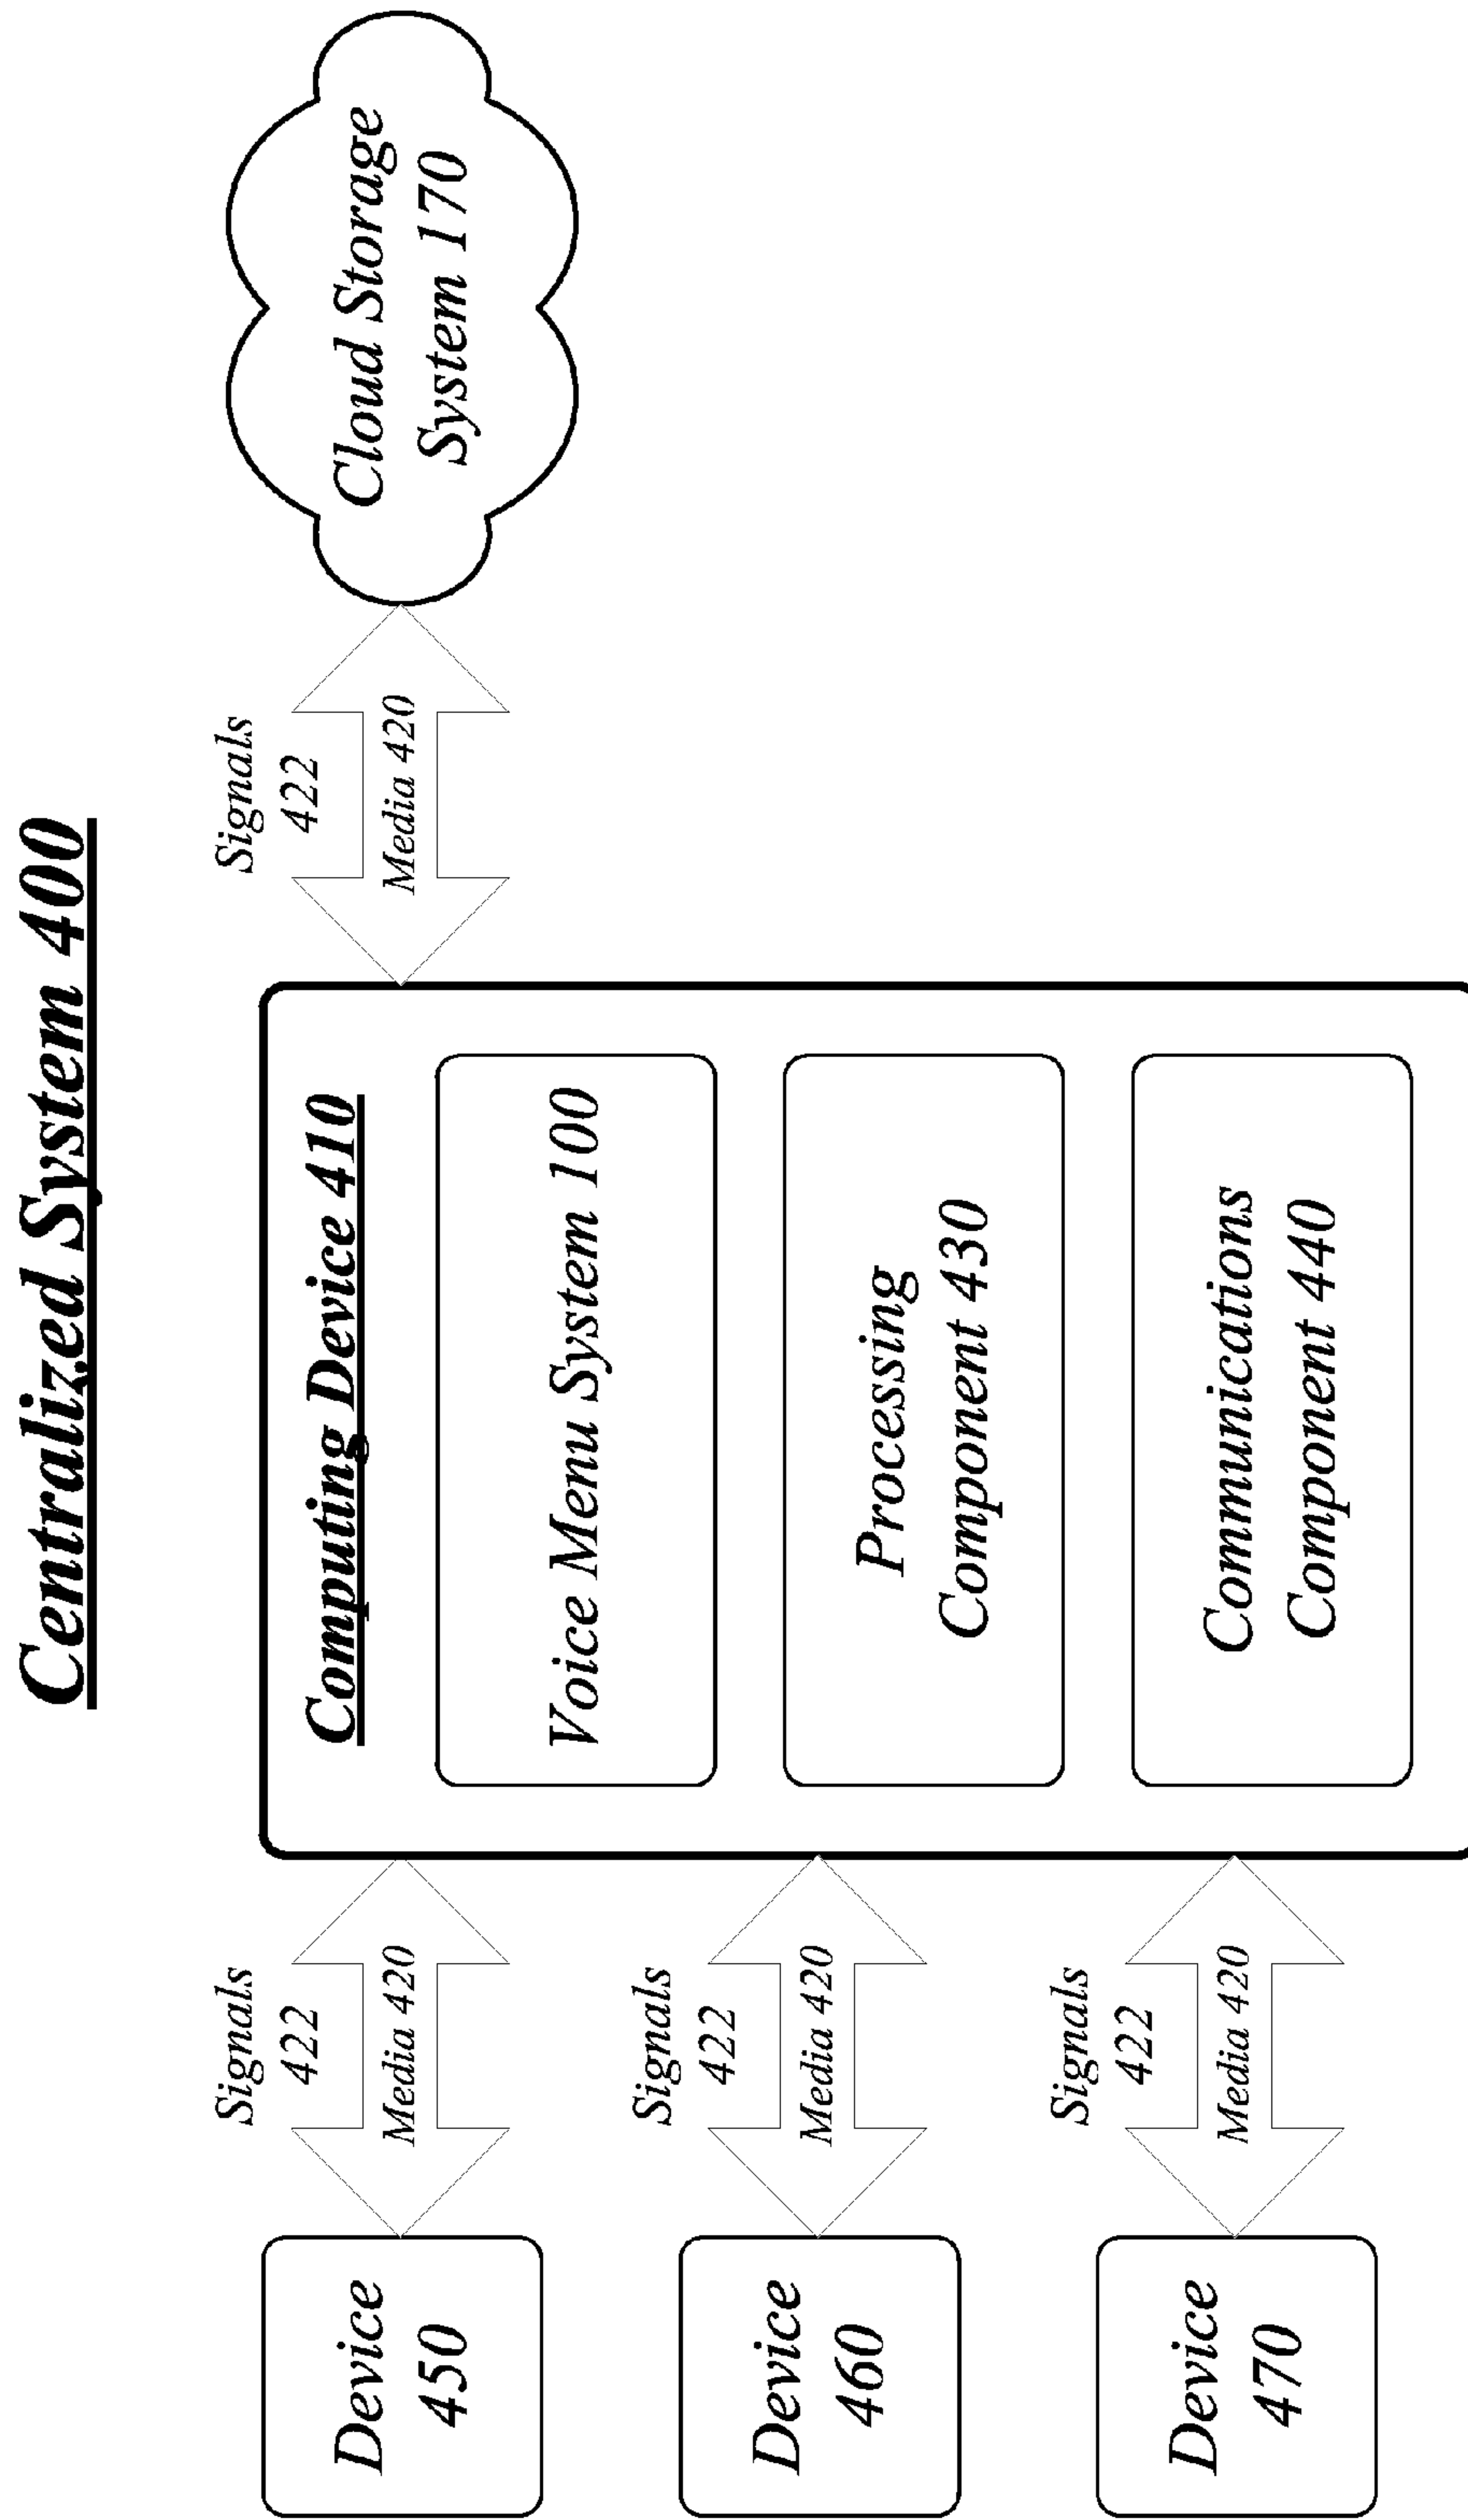 Centralized System 400
Computing Device 410
Voice Menu System 100
Processing
Component 430
Communications
Component 440
Device
450
Signals
422
Media 420
Device
460
Signals
422
Media 420
Device
470
Signals
422
Media 420
Signals
422
Media 420
Cloud Storage
System 170